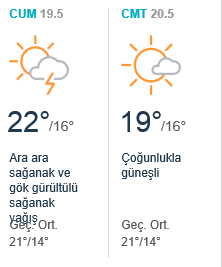 CUM 19.5
22°/16°
Ara ara
sağanak ve
gök gürültülü
sağanak
yağış
Geç. Ort.
21°/14°
CMT 20.5
19°/16°
Çoğunlukla
güneşli
Geç. Ort.
21°/14°